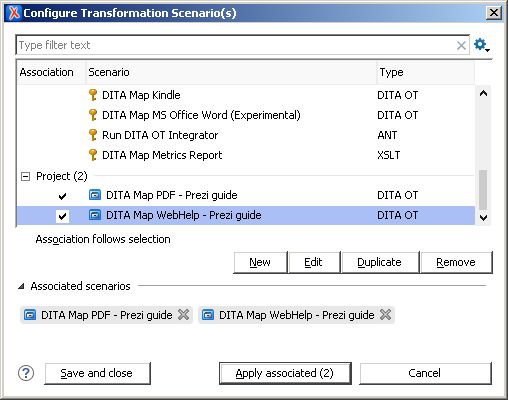 Configure Transformation Scenario(s)
Type filter text
Association Scenario Type
DITA Map Kindle DITA OT
DITA Map MS Office Word (Experimental) DITA OT
Run DITA OT Integrator ANT
DITA Map Metrics Report XSLT
Project (2)
DITA Map PDF - Prezi guide DITA OT
DITA Map WebHelp - Prezi guide DITA OT
Association follows selection
New Edit Duplicate Remove
Associated scenarios
DITA Map PDF - Prezi guide DITA Map WebHelp - Prezi guide
? Save and close Apply associated (2) Cancel